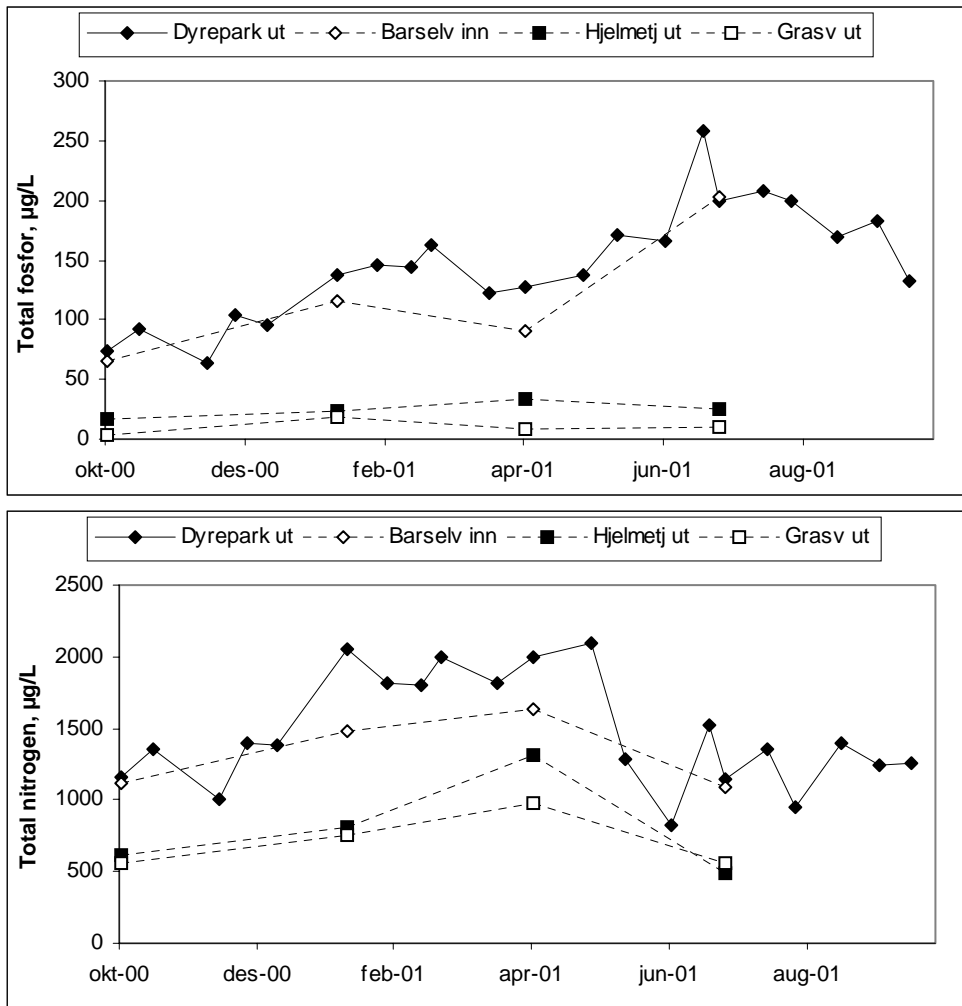 Dyrepark ut Barselv inn Hjelmetj ut Grasv ut
Total fosfor, µg/L
300
250
200
150
100
50
0
okt-00 des-00 feb-01 apr-01 jun-01 aug-01
Dyrepark ut Barselv inn Hjelmetj ut Grasv ut
Total nitrogen, µg/L
2500
2000
1500
1000
500
0
okt-00 des-00 feb-01 apr-01 jun-01 aug-01